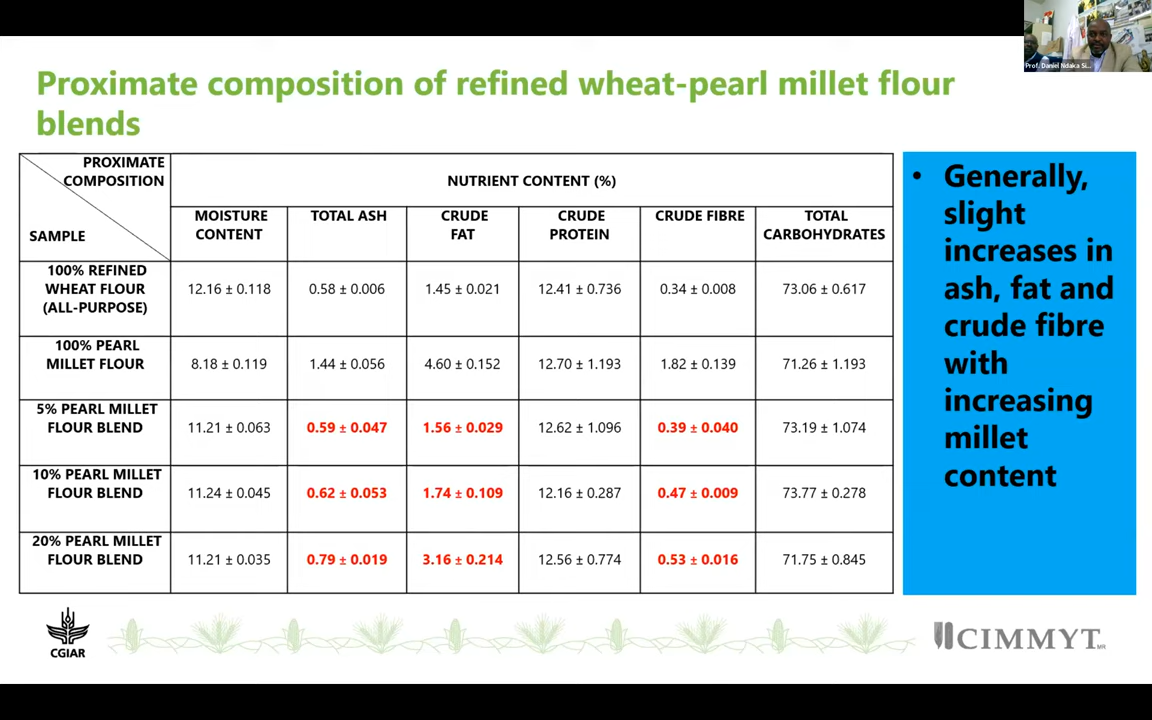 Prof. Daniel Ndaka Si...
Proximate composition of refined wheat-pearl millet flour
blends
PROXIMATE
COMPOSITION
SAMPLE
NUTRIENT CONTENT (%)
MOISTURE
CONTENT
TOTAL ASH
CRUDE
FAT
CRUDE
PROTEIN
CRUDE FIBRE
TOTAL
CARBOHYDRATES
100% REFINED
WHEAT FLOUR
(ALL-PURPOSE)
12.16 ± 0.118
0.58 ± 0.006
1.45 ± 0.021
12.41 ± 0.736
0.34 ± 0.008
73.06 ± 0.617
100% PEARL
MILLET FLOUR
8.18 ± 0.119
1.44 ± 0.056
4.60 ± 0.152
12.70 ± 1.193
1.82 ± 0.139
71.26 ± 1.193
5% PEARL MILLET
FLOUR BLEND
11.21 ± 0.063
0.59 ± 0.047
1.56 ± 0.029
12.62 ± 1.096
0.39 ± 0.040
73.19 ± 1.074
10% PEARL MILLET
FLOUR BLEND
11.24 ± 0.045
0.62 ± 0.053
1.74 ± 0.109
12.16 ± 0.287
0.47 ± 0.009
73.77 ± 0.278
20% PEARL MILLET
FLOUR BLEND
11.21 ± 0.035
0.79 ± 0.019
3.16 ± 0.214
12.56 ± 0.774
0.53 ± 0.016
71.75 ± 0.845
• Generally,
slight
increases in
ash, fat and
crude fibre
with
increasing
millet
content
CGIAR
CIMMYT MR